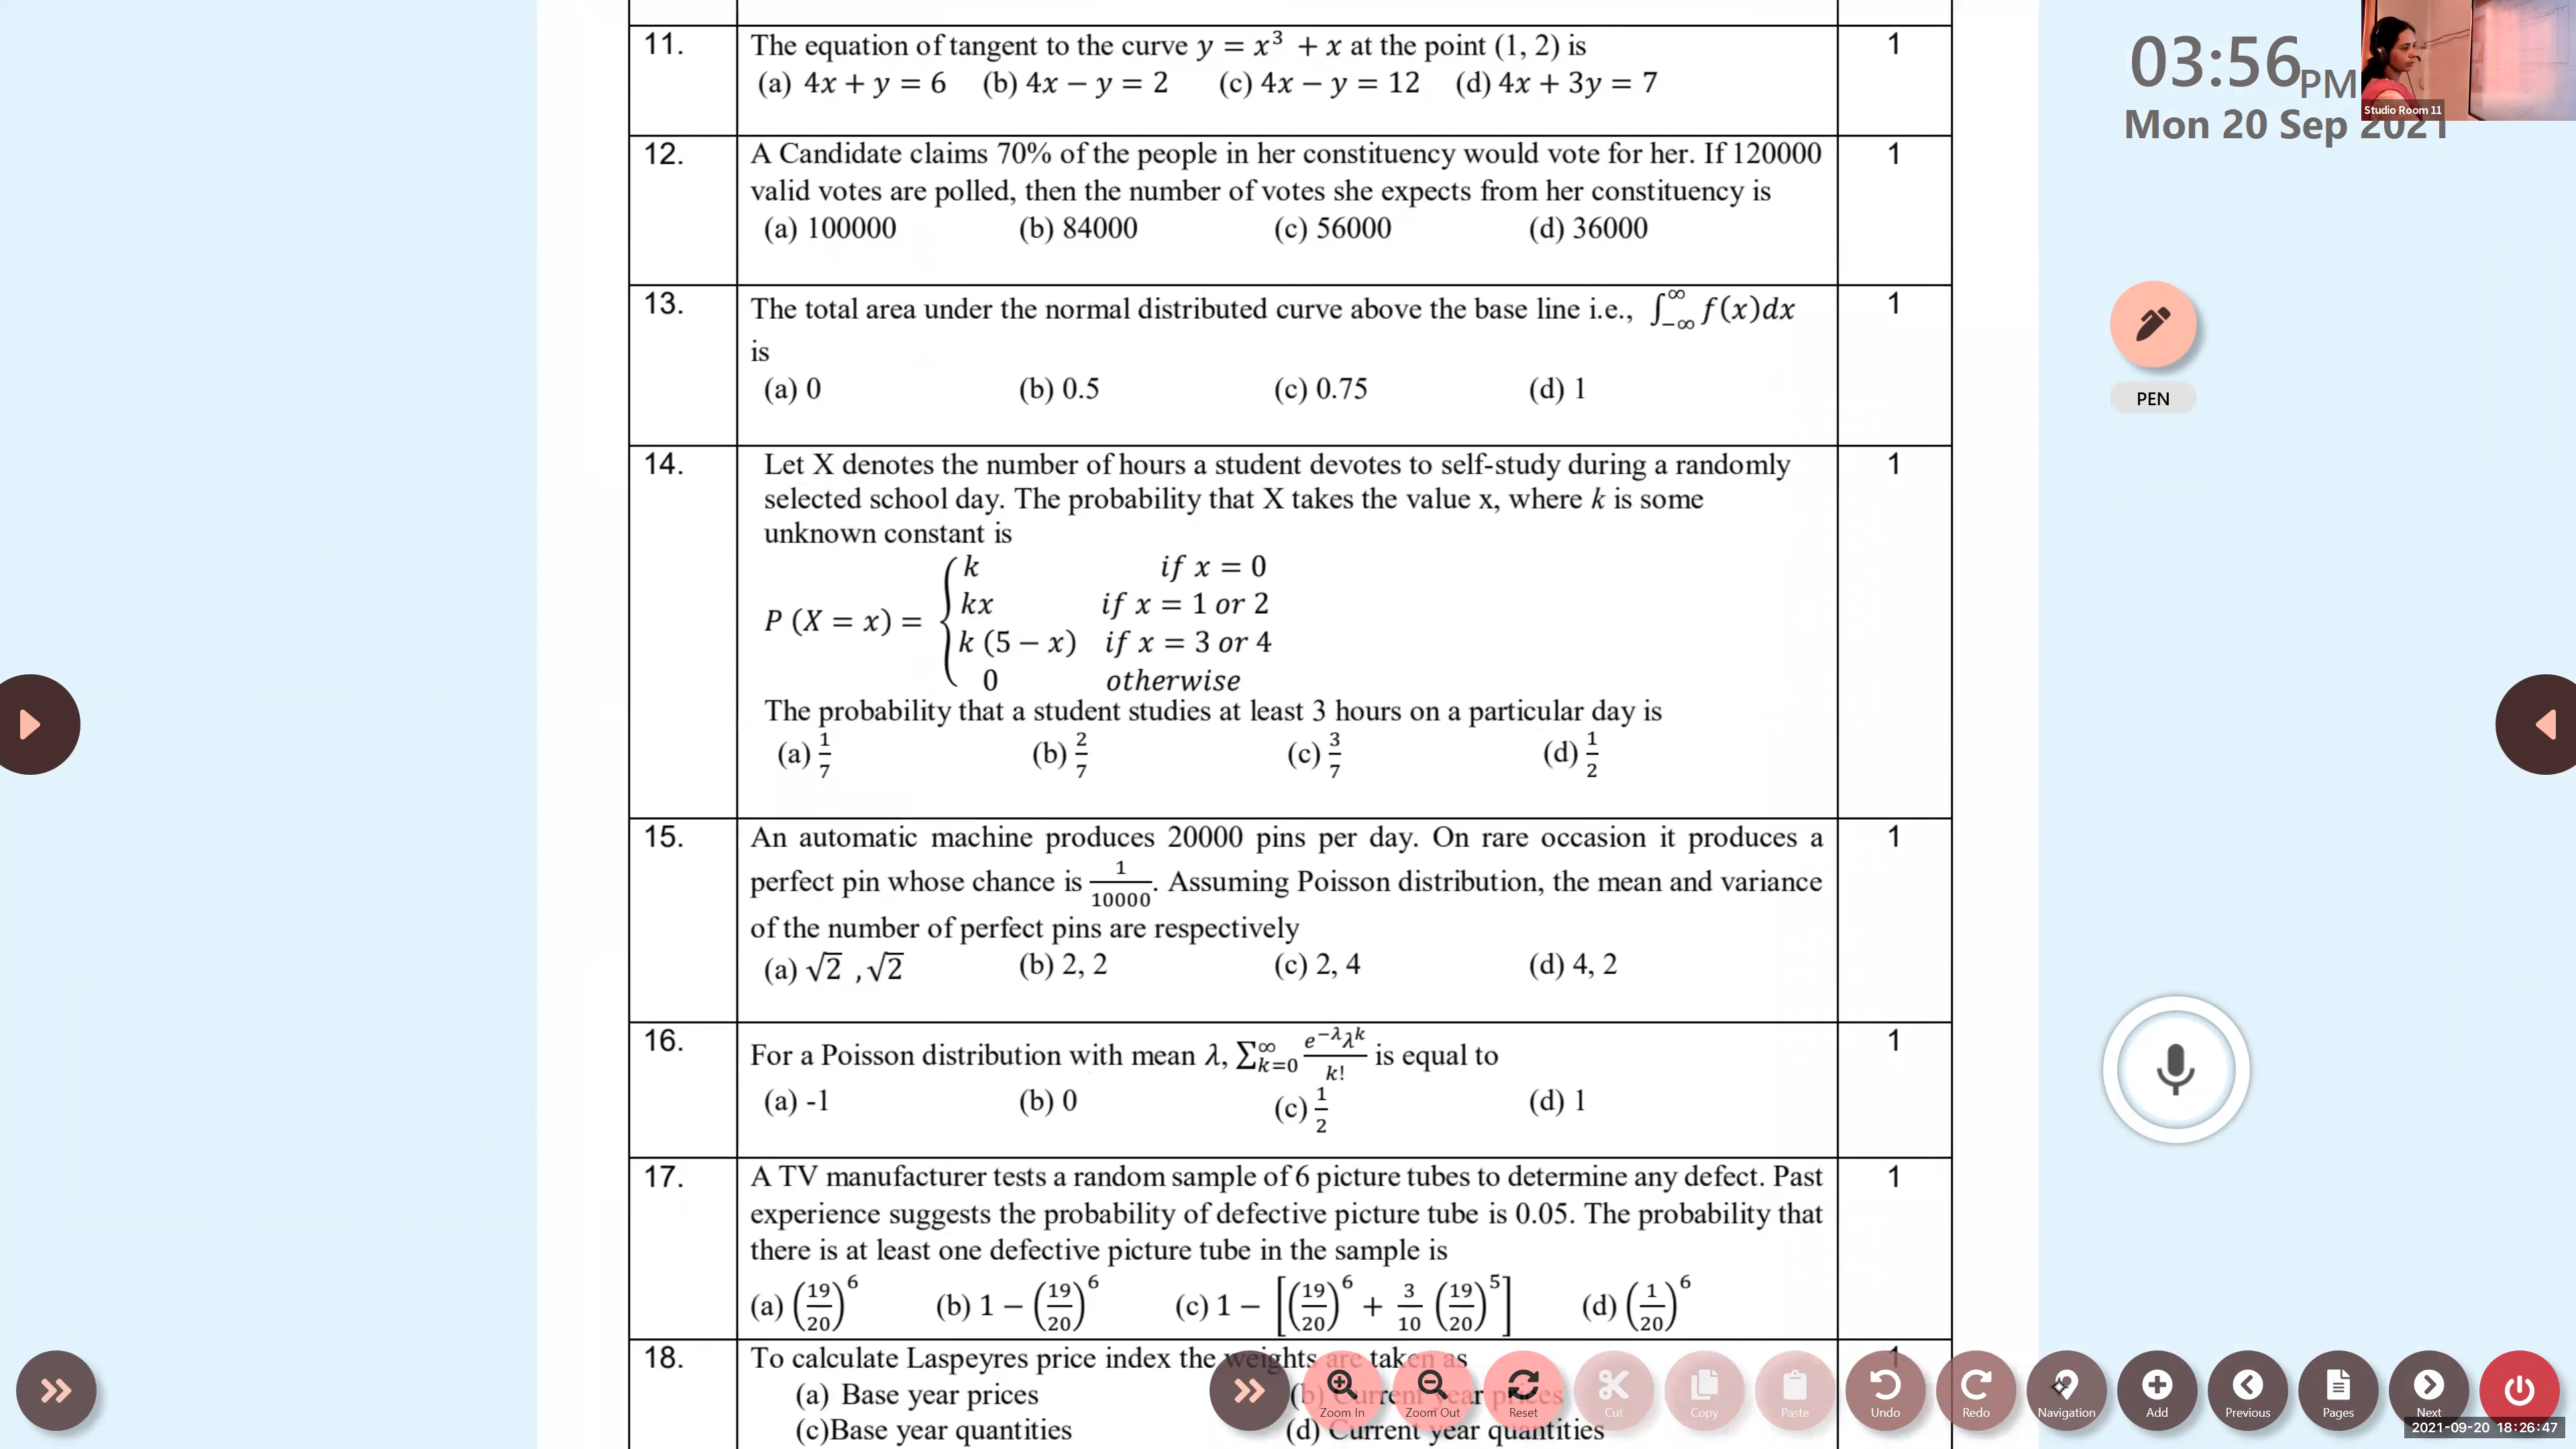 03:56 PM
Mon 20 Sep 2021
Studio Room 11
11. The equation of tangent to the curve y = x³ + x at the point (1, 2) is 1
(a) 4x + y = 6 (b) 4x − y = 2 (c) 4x − y = 12 (d) 4x + 3y = 7
12. A Candidate claims 70% of the people in her constituency would vote for her. If 120000 1
valid votes are polled, then the number of votes she expects from her constituency is
(a) 100000 (b) 84000 (c) 56000 (d) 36000
13. The total area under the normal distributed curve above the base line i.e., ∫_{−∞}^{∞} f(x)dx 1
is
(a) 0 (b) 0.5 (c) 0.75 (d) 1
14. Let X denotes the number of hours a student devotes to self-study during a randomly 1
selected school day. The probability that X takes the value x, where k is some
unknown constant is
k if x = 0
kx if x = 1 or 2
P (X = x) =
k (5 − x) if x = 3 or 4
0 otherwise
The probability that a student studies at least 3 hours on a particular day is
(a) 1/7 (b) 2/7 (c) 3/7 (d) 1/2
15. An automatic machine produces 20000 pins per day. On rare occasion it produces a 1
perfect pin whose chance is 1/10000. Assuming Poisson distribution, the mean and variance
of the number of perfect pins are respectively
(a) √2 ,√2 (b) 2, 2 (c) 2, 4 (d) 4, 2
16. For a Poisson distribution with mean λ, ∑_{k=0}^{∞} e^{−λ}λ^k/k! is equal to 1
(a) -1 (b) 0 (c) 1/2 (d) 1
17. A TV manufacturer tests a random sample of 6 picture tubes to determine any defect. Past 1
experience suggests the probability of defective picture tube is 0.05. The probability that
there is at least one defective picture tube in the sample is
(a) (19/20)⁶ (b) 1 − (19/20)⁶ (c) 1 − [(19/20)⁶ + 3/10 (19/20)⁵] (d) (1/20)⁶
18. To calculate Laspeyres price index the weights are taken as 1
(a) Base year prices (b) Current year prices
(c)Base year quantities (d) Current year quantities
PEN
Zoom In Zoom Out Reset Cut Copy Paste Undo Redo Navigation Add Previous Pages Next
2021-09-20 18:26:47